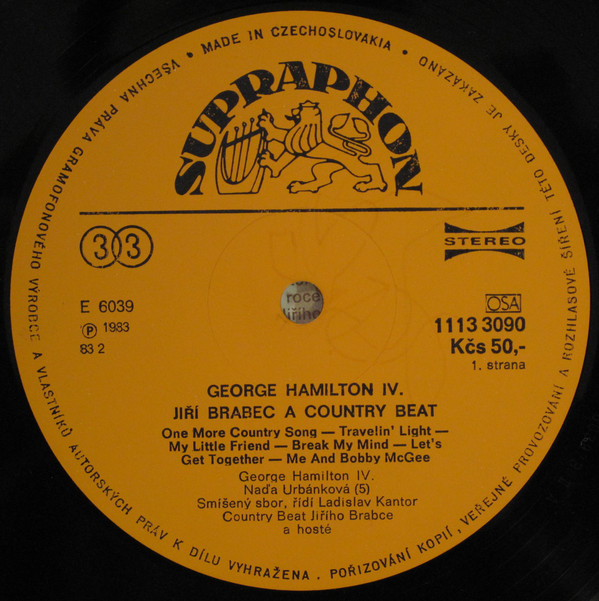 VŠECHNA PRÁVA GRAMOFONOVÉHO VÝROBCE A VLASTNÍKŮ AUTORSKÝCH PRÁV K DÍLU VYHRAŽENA . POŘIZOVÁNÍ KOPIÍ, VEŘEJNÉ PROVOZOVÁNÍ A ROZHLASOVÉ ŠÍŘENÍ TÉTO DESKY JE ZAKÁZÁNO
• MADE IN CZECHOSLOVAKIA •
SUPRAPHON
33
STEREO
E 6039
℗ 1983
83 2
OSA
1113 3090
Kčs 50,-
1. strana
roce
Jiřího
GEORGE HAMILTON IV.
JIŘÍ BRABEC A COUNTRY BEAT
One More Country Song — Travelin' Light —
My Little Friend — Break My Mind — Let's
Get Together — Me And Bobby McGee
George Hamilton IV.
Naďa Urbánková (5)
Smíšený sbor, řídí Ladislav Kantor
Country Beat Jiřího Brabce
a hosté